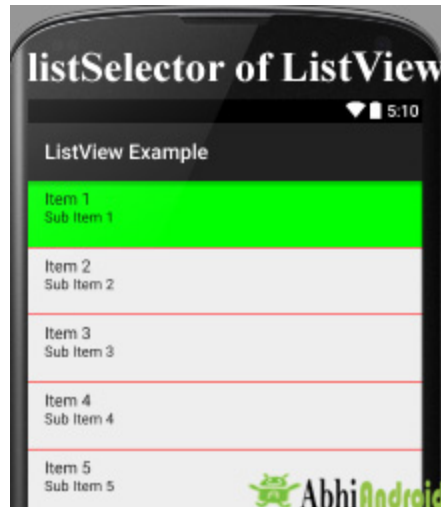 listSelector of ListView
5:10
ListView Example
Item 1
Sub Item 1
Item 2
Sub Item 2
Item 3
Sub Item 3
Item 4
Sub Item 4
Item 5
Sub Item 5
AbhiAndroid